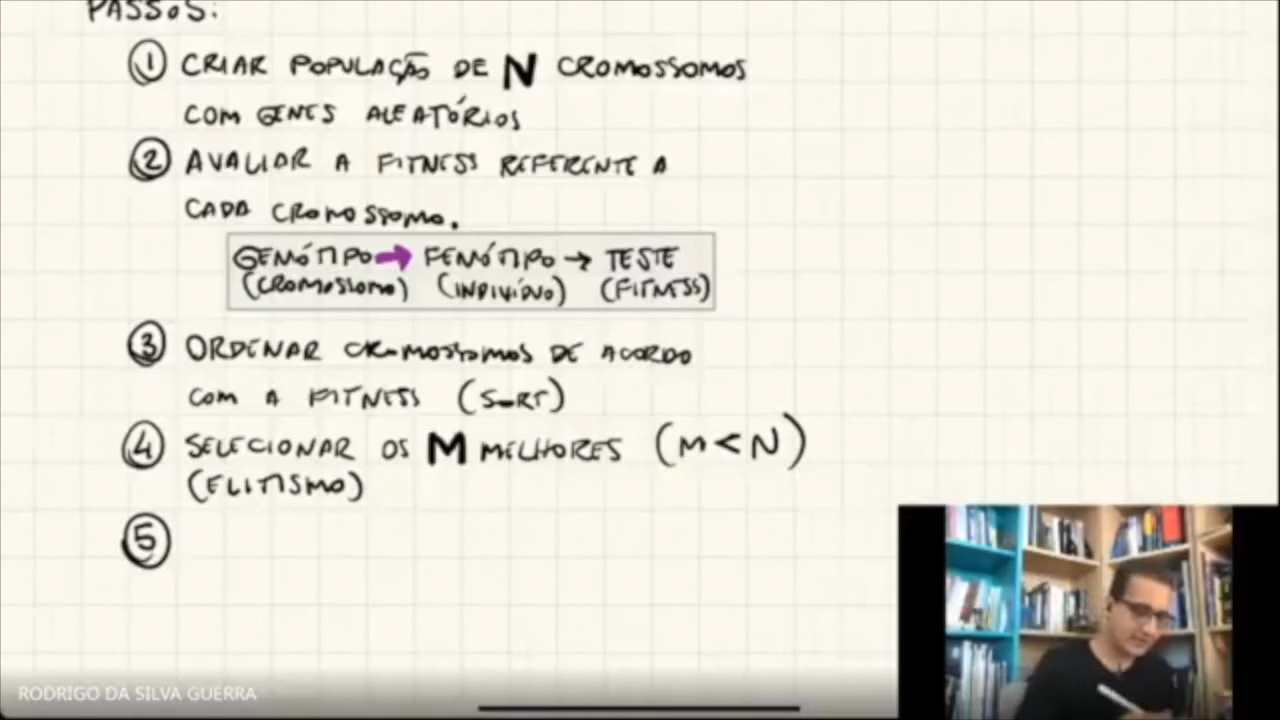 PASSOS:
① CRIAR POPULAÇÃO DE N CROMOSSOMOS
COM GENES ALEATÓRIOS
② AVALIAR A FITNESS REFERENTE A
CADA CROMOSSOMO.
GENÓTIPO → FENÓTIPO → TESTE
(CROMOSSOMO) (INDIVÍDUO) (FITNESS)
③ ORDENAR CROMOSSOMOS DE ACORDO
COM A FITNESS (SORT)
④ SELECIONAR OS M MELHORES (M<N)
(ELITISMO)
⑤
RODRIGO DA SILVA GUERRA